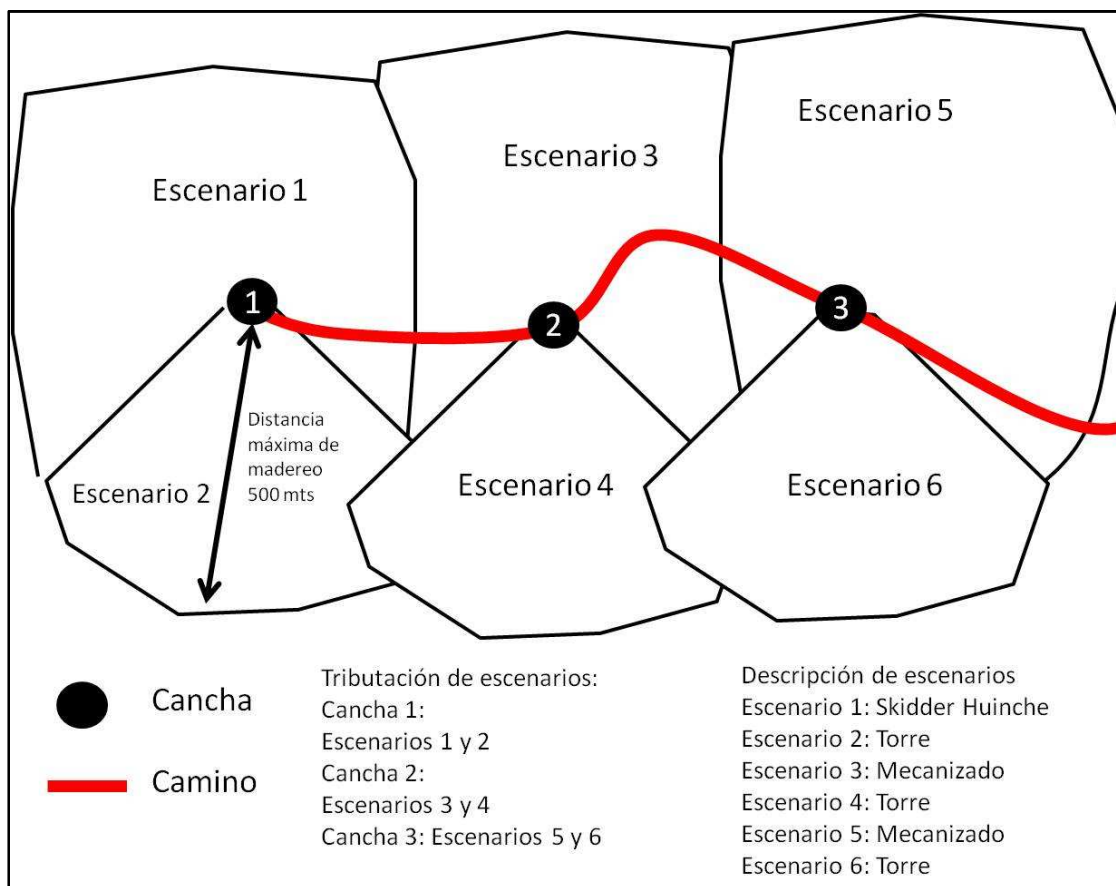 Escenario 5
Escenario 3
Escenario 1
1
2
3
Distancia
máxima de
madereo
500 mts
Escenario 2
Escenario 4
Escenario 6
Cancha
Camino
Tributación de escenarios:
Cancha 1:
Escenarios 1 y 2
Cancha 2:
Escenarios 3 y 4
Cancha 3: Escenarios 5 y 6
Descripción de escenarios
Escenario 1: Skidder Huinche
Escenario 2: Torre
Escenario 3: Mecanizado
Escenario 4: Torre
Escenario 5: Mecanizado
Escenario 6: Torre